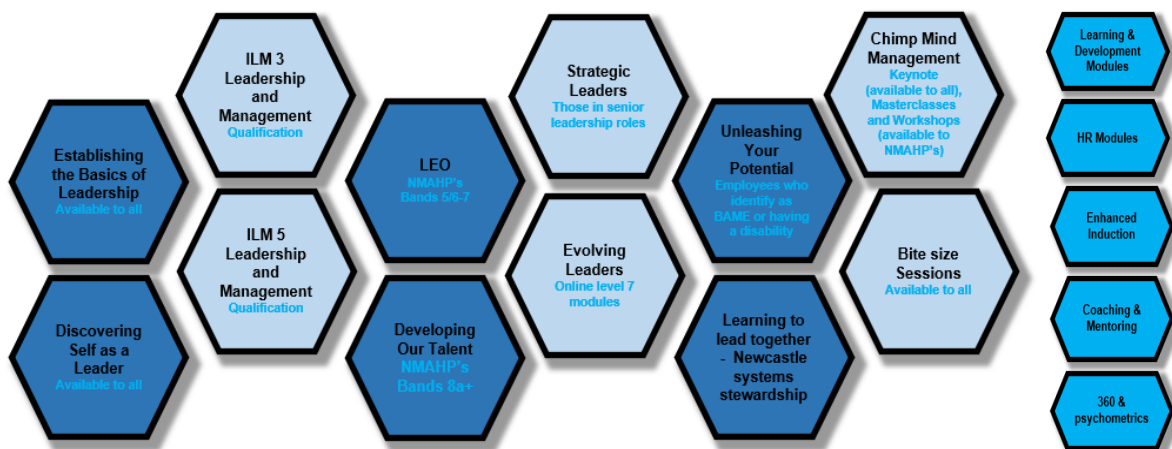 Establishing
the Basics of
Leadership
Available to all
Discovering
Self as a
Leader
Available to all
ILM 3
Leadership
and
Management
Qualification
ILM 5
Leadership
and
Management
Qualification
LEO
NMAHP's
Bands 5/6-7
Developing
Our Talent
NMAHP's
Bands 8a+
Strategic
Leaders
Those in senior
leadership roles
Evolving
Leaders
Online level 7
modules
Unleashing
Your
Potential
Employees who
identify as
BAME or having
a disability
Learning to
lead together
- Newcastle
systems
stewardship
Chimp Mind
Management
Keynote
(available to all),
Masterclasses
and Workshops
(available to
NMAHP's)
Bite size
Sessions
Available to all
Learning &
Development
Modules
HR Modules
Enhanced
Induction
Coaching &
Mentoring
360 &
psychometrics